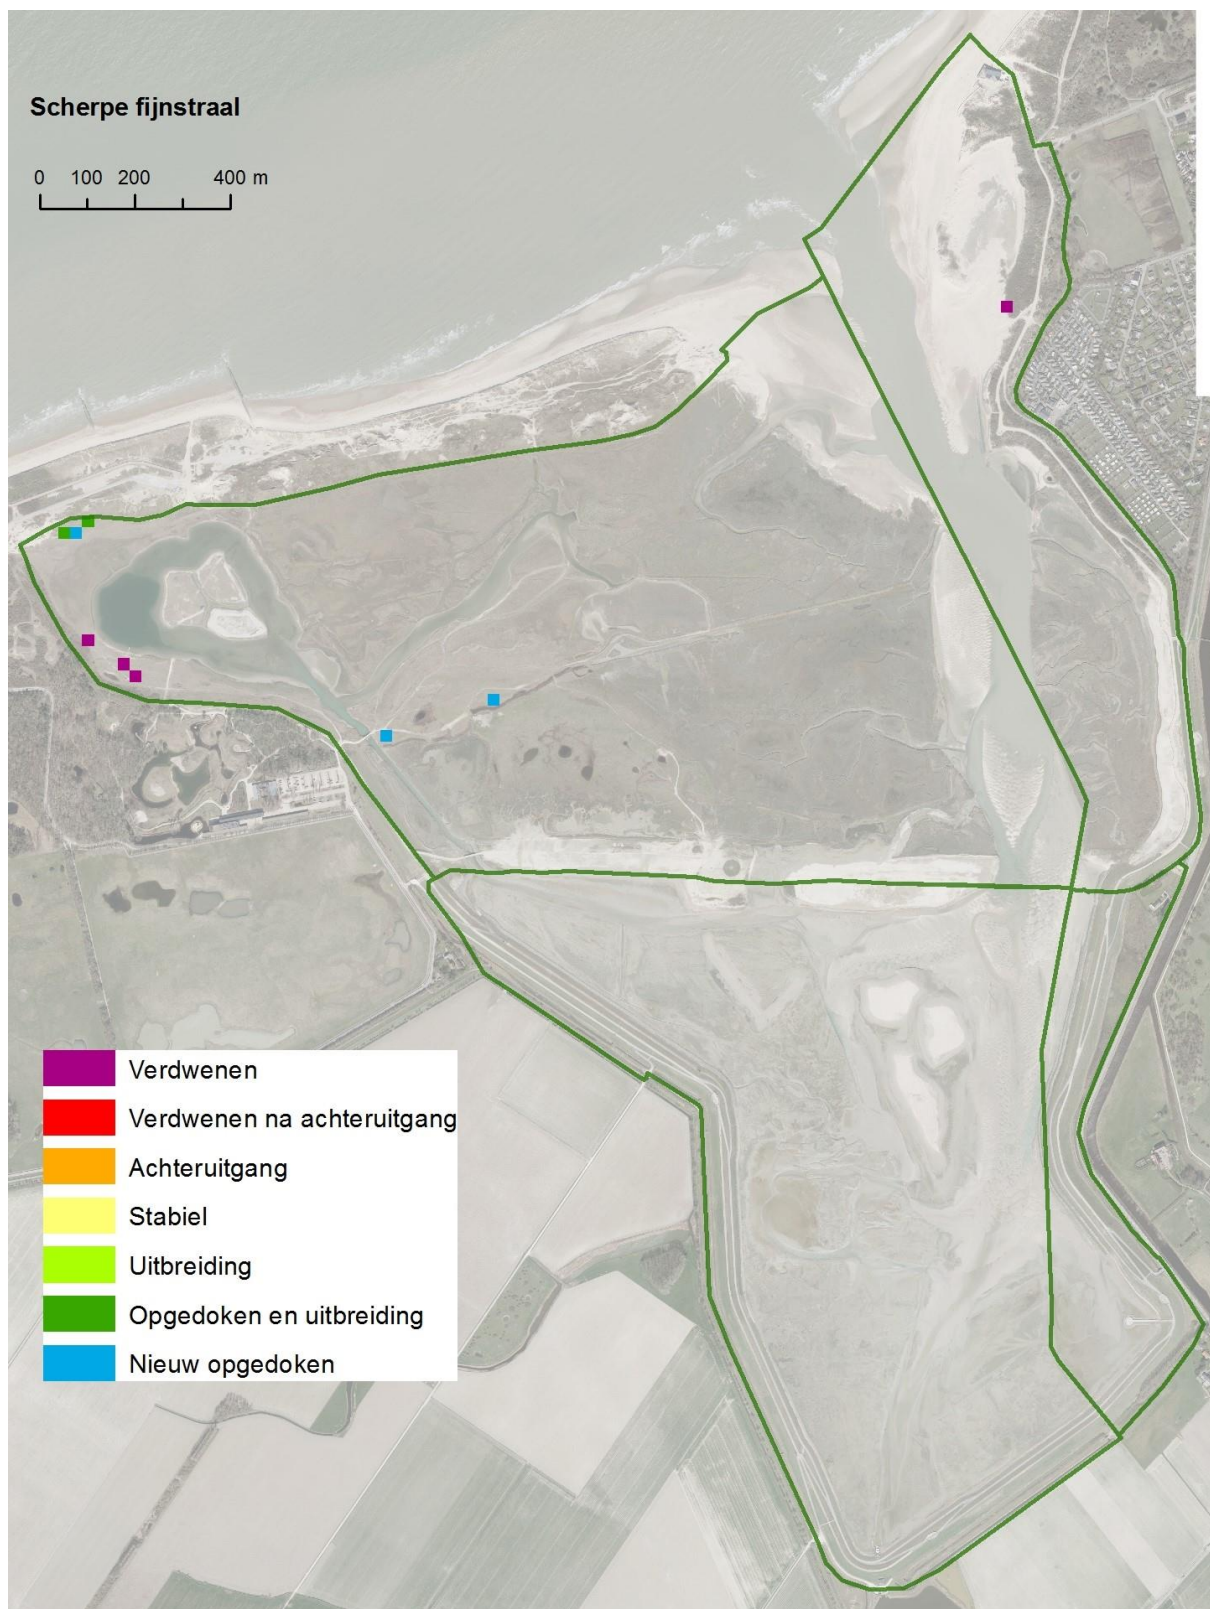 Scherpe fijnstraal
0 100 200 400 m
Verdwenen
Verdwenen na achteruitgang
Achteruitgang
Stabiel
Uitbreiding
Opgedoken en uitbreiding
Nieuw opgedoken